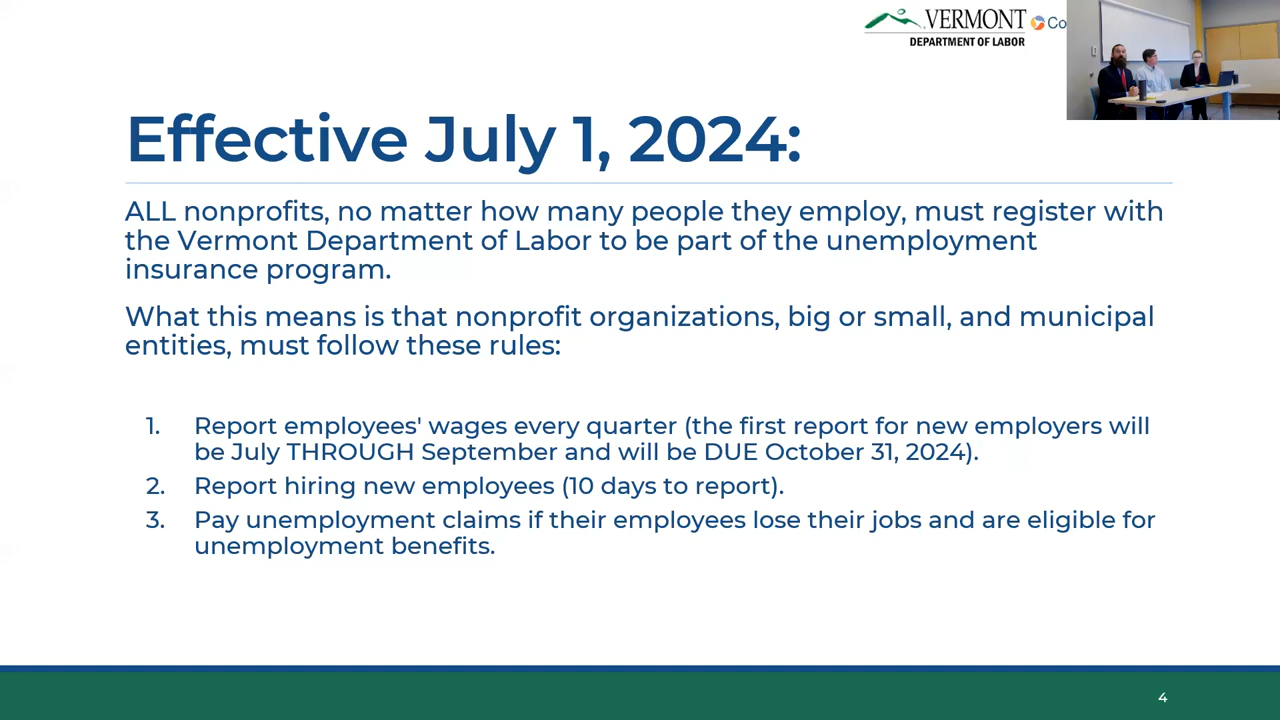 VERMONT
DEPARTMENT OF LABOR
Co
Effective July 1, 2024:
ALL nonprofits, no matter how many people they employ, must register with
the Vermont Department of Labor to be part of the unemployment
insurance program.
What this means is that nonprofit organizations, big or small, and municipal
entities, must follow these rules:
1. Report employees' wages every quarter (the first report for new employers will
be July THROUGH September and will be DUE October 31, 2024).
2. Report hiring new employees (10 days to report).
3. Pay unemployment claims if their employees lose their jobs and are eligible for
unemployment benefits.
4